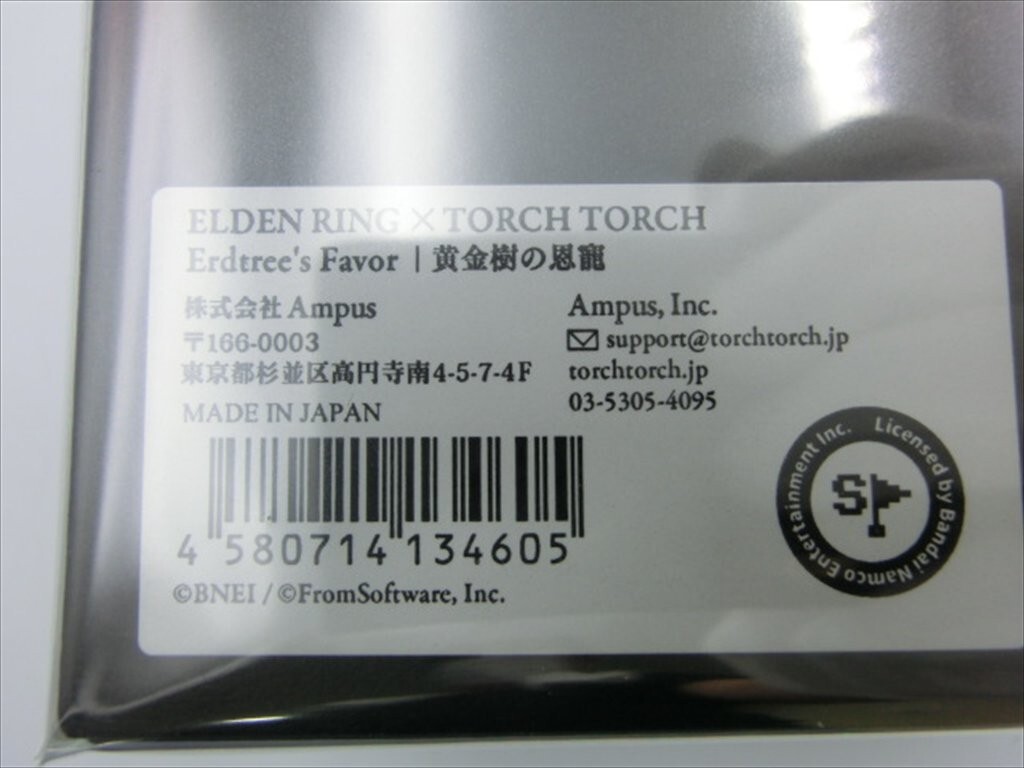 ELDEN RING × TORCH TORCH
Erdtree's Favor | 黄金樹の恩寵
株式会社 Ampus
〒166-0003
東京都杉並区高円寺南4-5-7-4F
MADE IN JAPAN
Ampus, Inc.
support@torchtorch.jp
torchtorch.jp
03-5305-4095
4 580714 134605
©BNEI / ©FromSoftware, Inc.
Licensed by Bandai Namco Entertainment Inc.
S